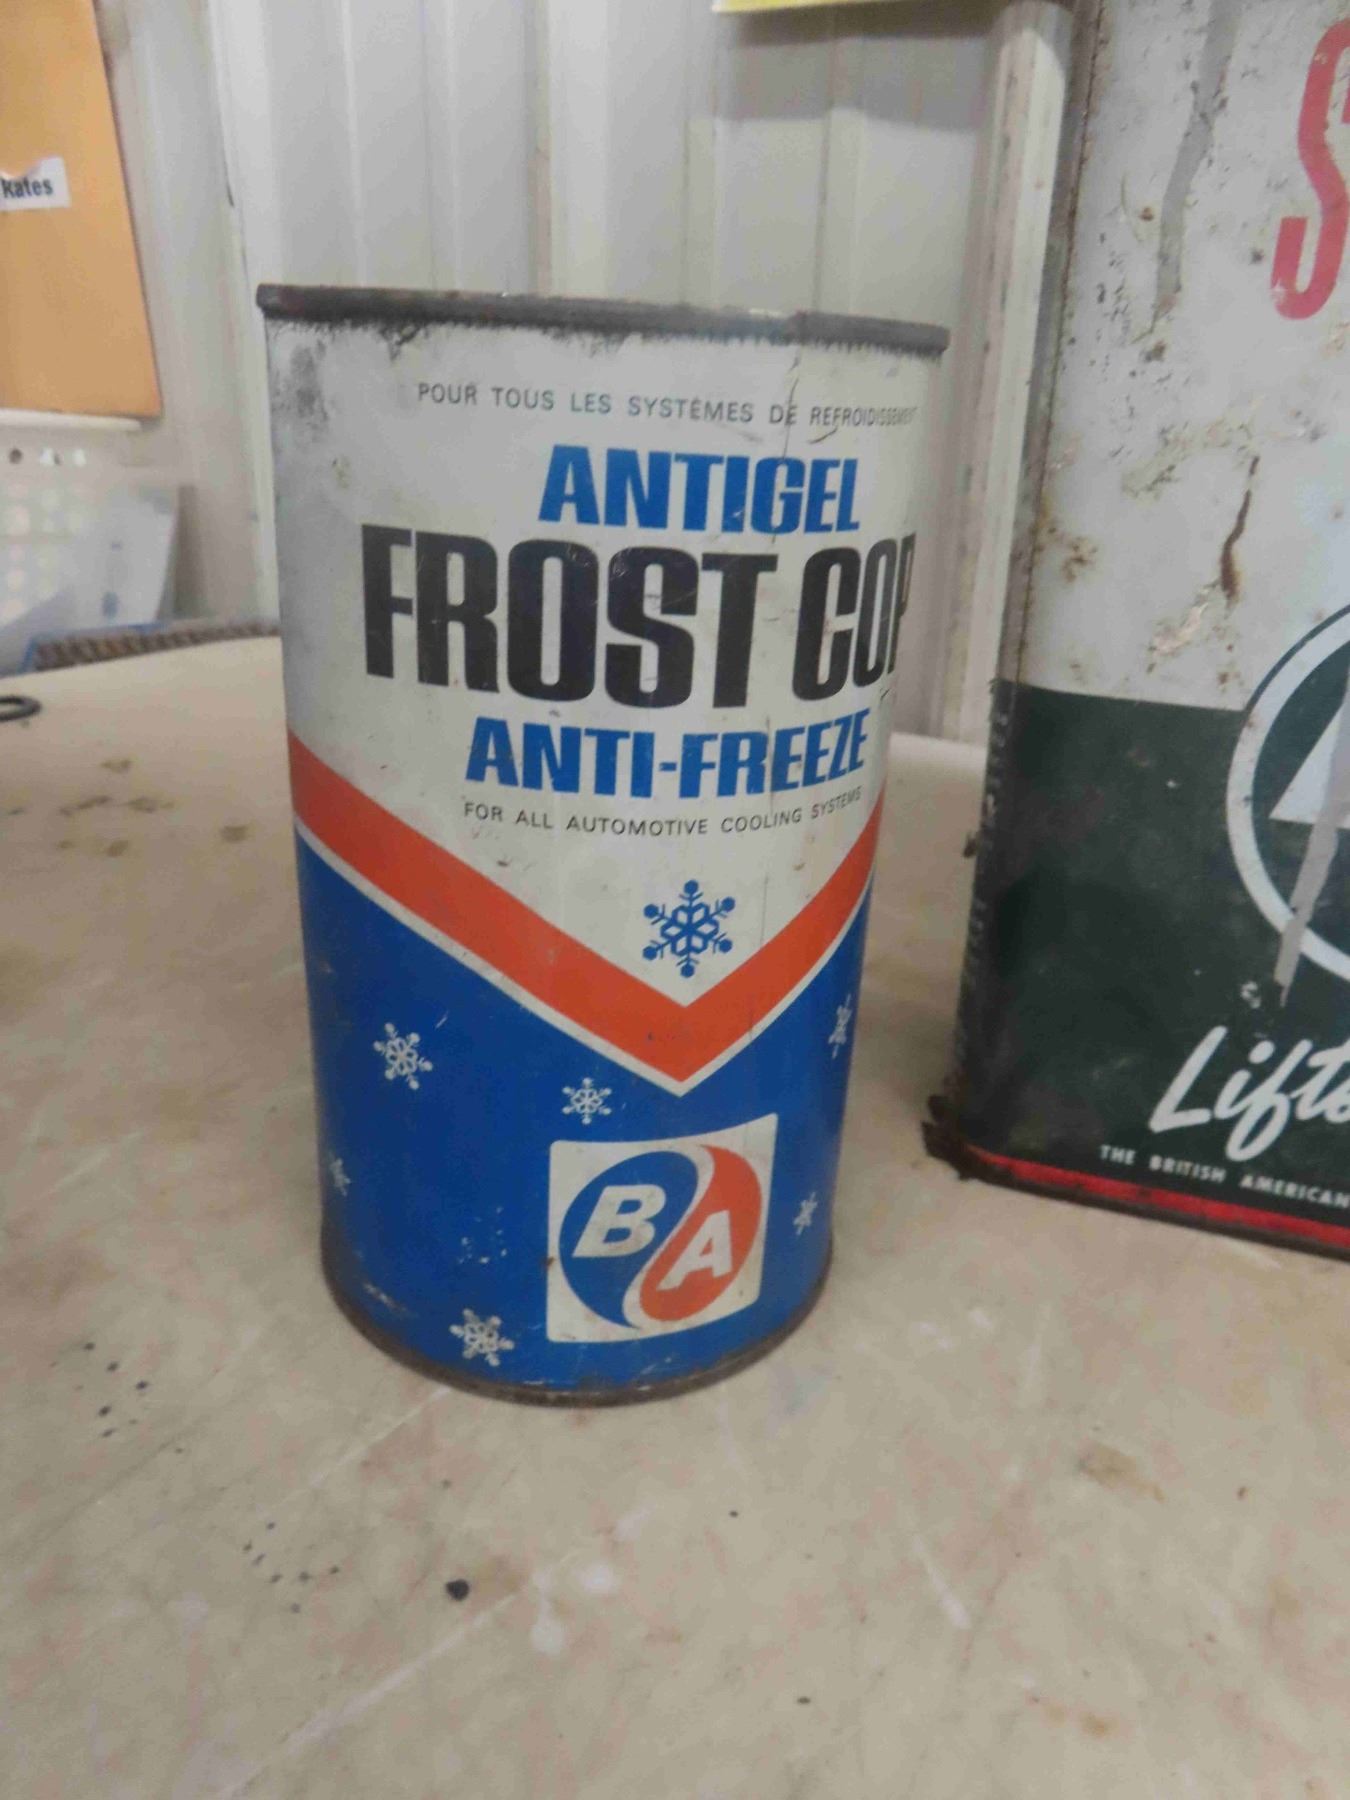 kates
POUR TOUS LES SYSTÈMES DE REFROIDISSEMENT
ANTIGEL
FROST COP
ANTI-FREEZE
FOR ALL AUTOMOTIVE COOLING SYSTEMS
BA
S
Lifto
THE BRITISH AMERICAN